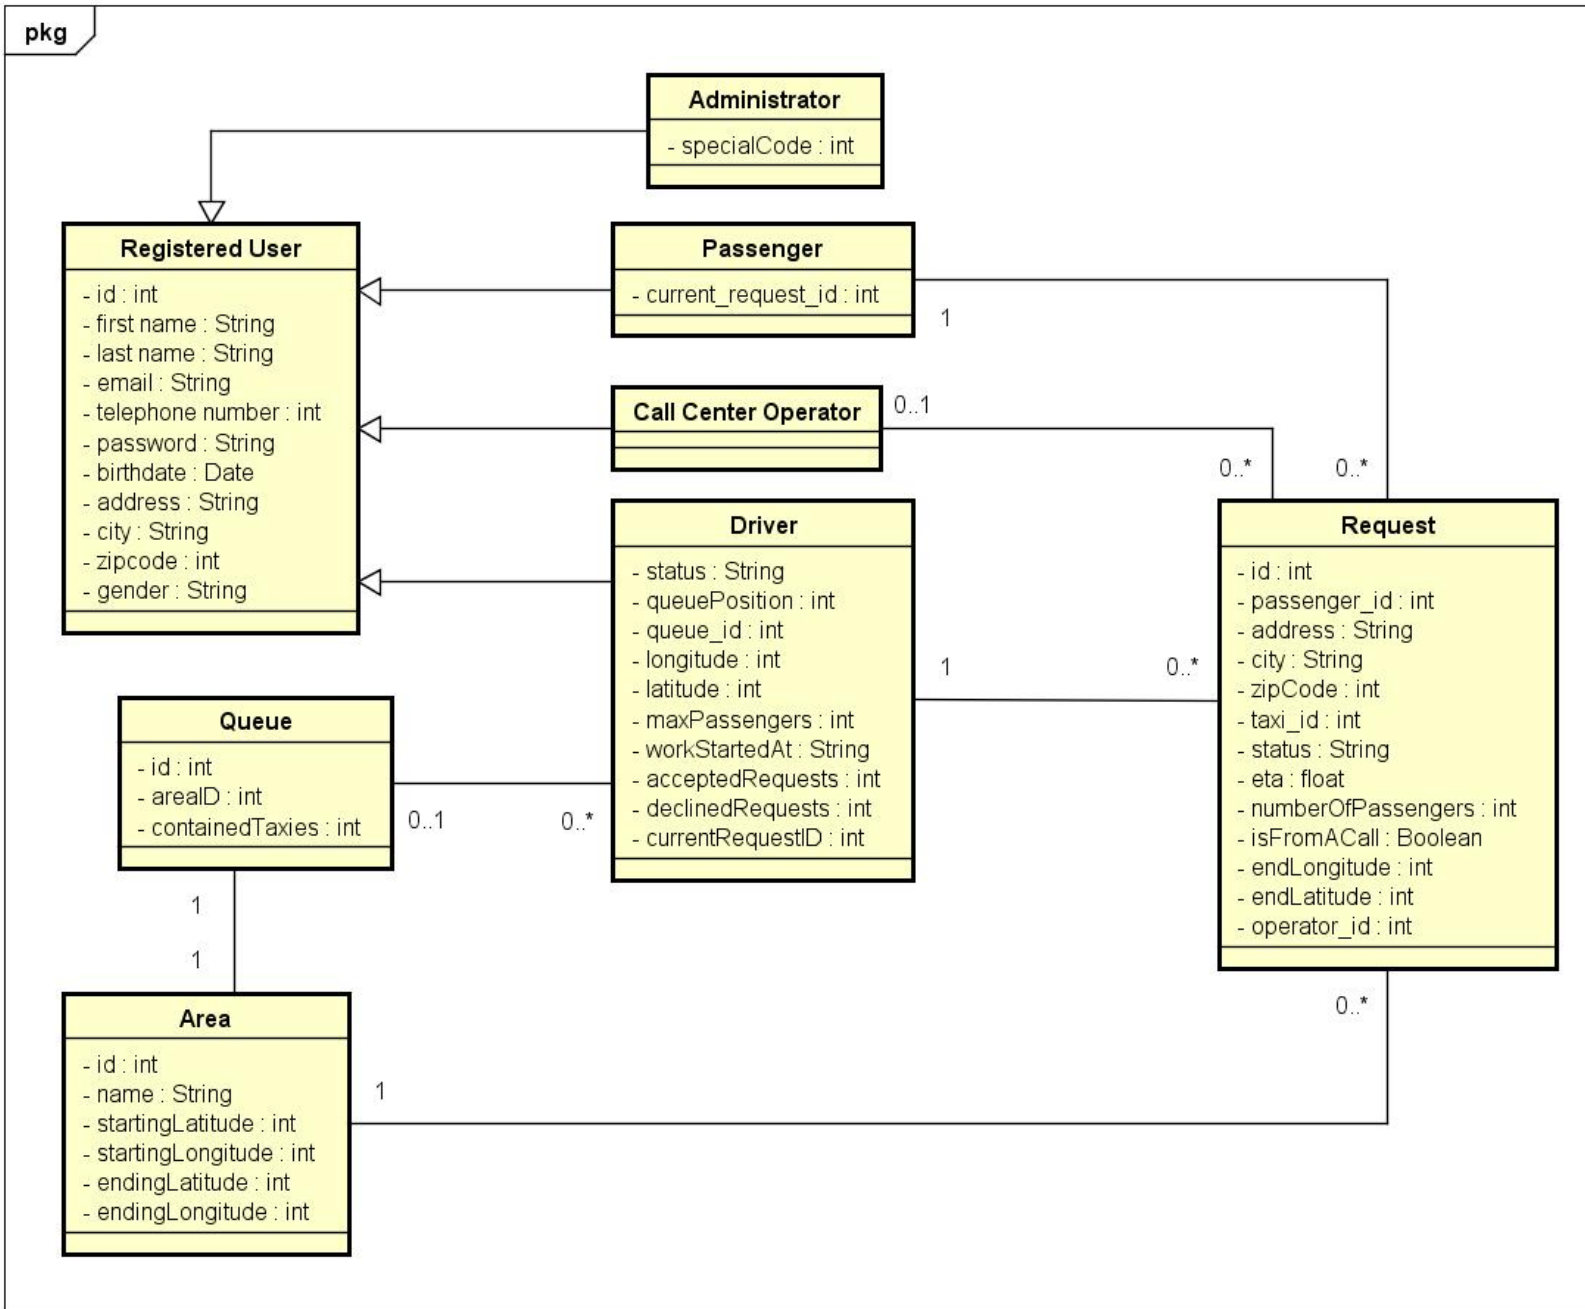 pkg
Administrator
- specialCode : int
Registered User
- id : int
- first name : String
- last name : String
- email : String
- telephone number : int
- password : String
- birthdate : Date
- address : String
- city : String
- zipcode : int
- gender : String
Passenger
- current_request_id : int
1
Call Center Operator
0..1
0..*
0..*
Driver
- status : String
- queuePosition : int
- queue_id : int
- longitude : int
- latitude : int
- maxPassengers : int
- workStartedAt : String
- acceptedRequests : int
- declinedRequests : int
- currentRequestID : int
1
0..*
Request
- id : int
- passenger_id : int
- address : String
- city : String
- zipCode : int
- taxi_id : int
- status : String
- eta : float
- numberOfPassengers : int
- isFromACall : Boolean
- endLongitude : int
- endLatitude : int
- operator_id : int
Queue
- id : int
- areaID : int
- containedTaxies : int
0..1
0..*
1
1
Area
- id : int
- name : String
- startingLatitude : int
- startingLongitude : int
- endingLatitude : int
- endingLongitude : int
1
0..*